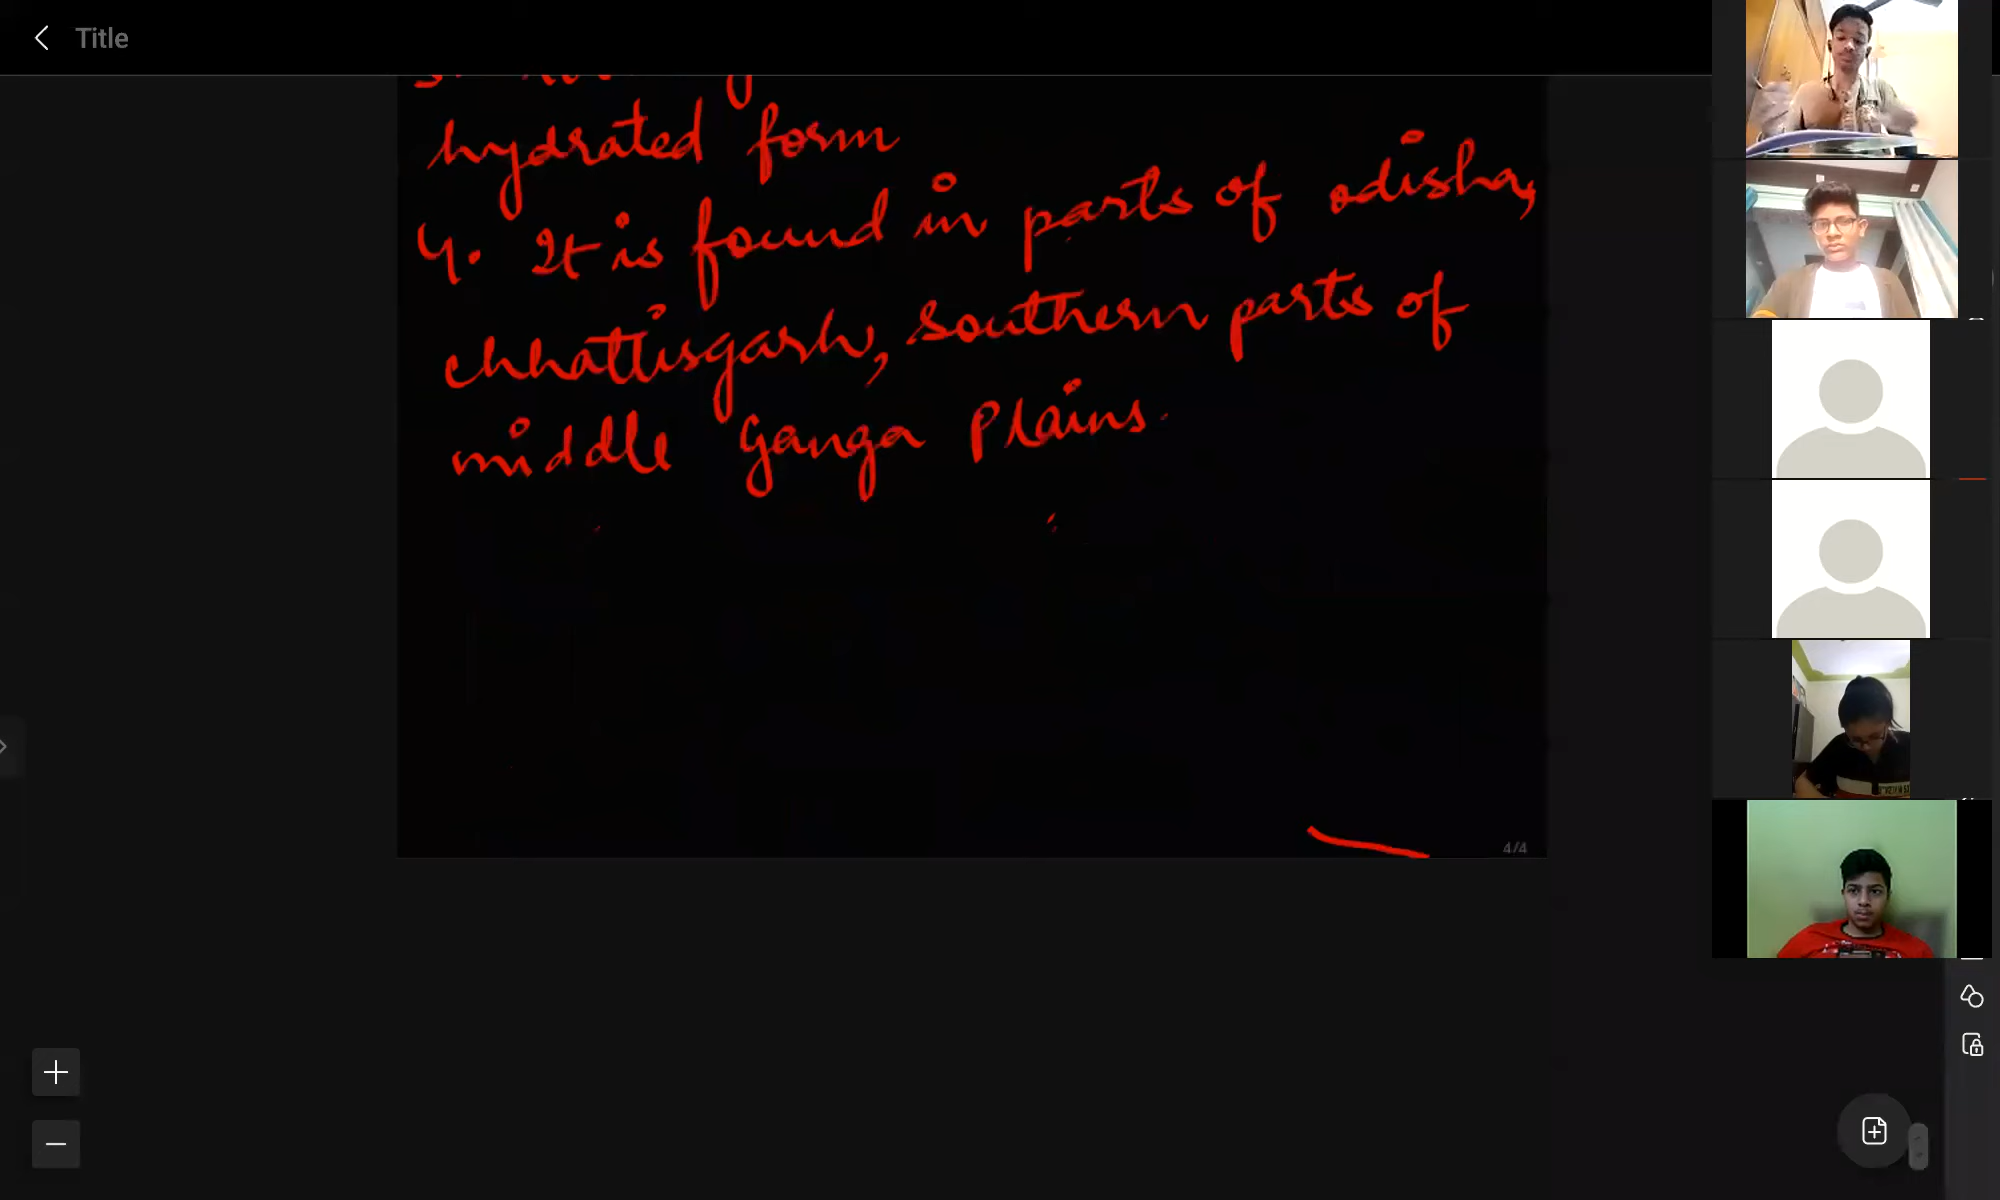 Title
hydrated form
4. It is found in parts of odisha,
chhattisgarh, southern parts of
middle Ganga Plains.
4/4